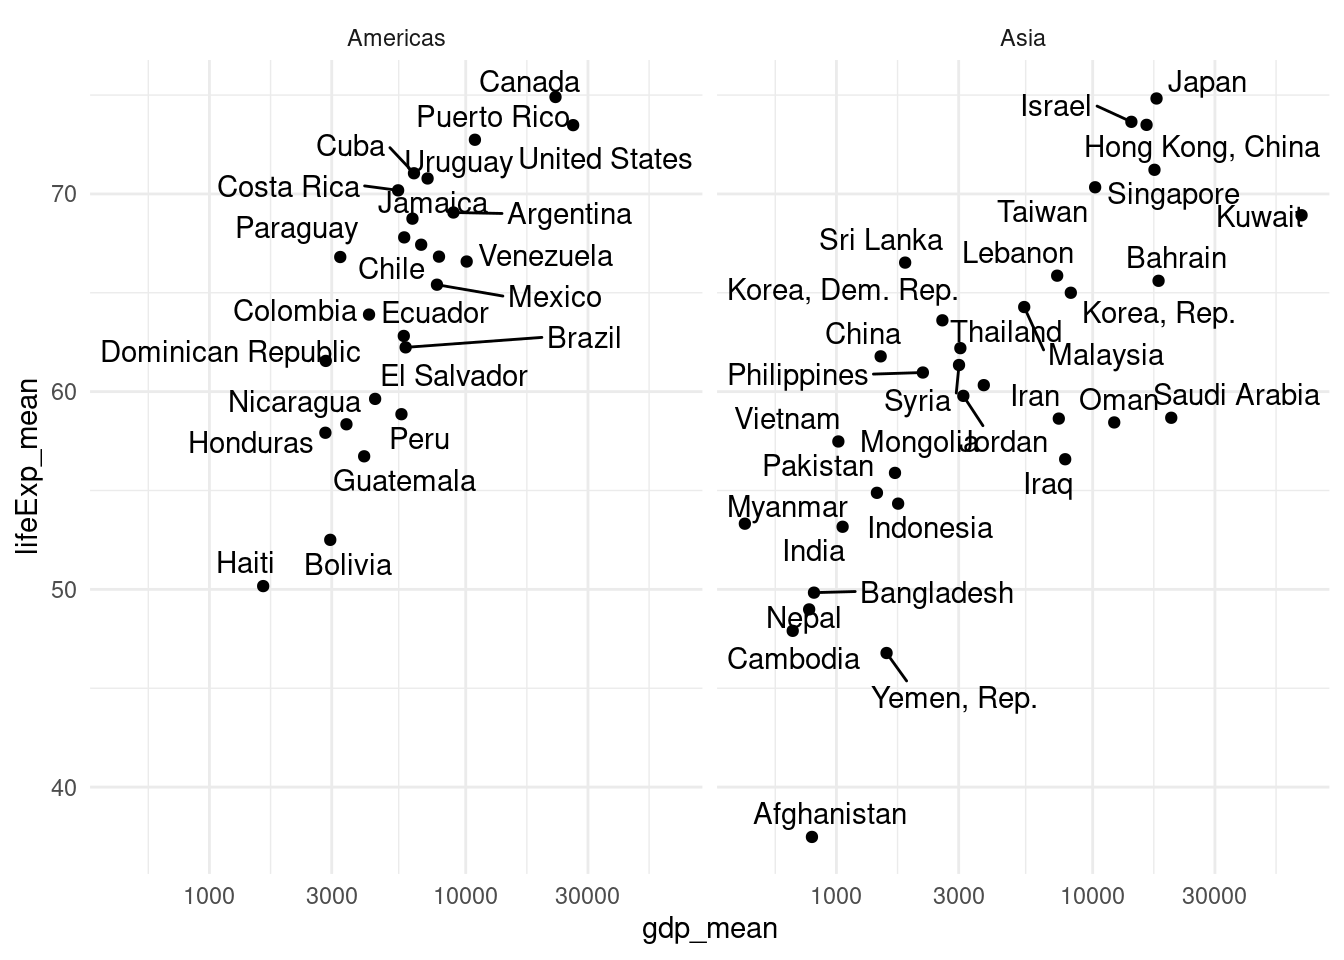 Americas
Asia
Canada
Puerto Rico
Cuba
Uruguay
United States
Costa Rica
Jamaica
Argentina
Paraguay
Venezuela
Chile
Mexico
Colombia
Ecuador
Brazil
Dominican Republic
El Salvador
Nicaragua
Peru
Honduras
Guatemala
Haiti
Bolivia
Japan
Israel
Hong Kong, China
Singapore
Taiwan
Kuwait
Sri Lanka
Lebanon
Bahrain
Korea, Dem. Rep.
Korea, Rep.
China
Thailand
Malaysia
Philippines
Syria
Iran
Oman
Saudi Arabia
Vietnam
Mongolia
Jordan
Pakistan
Iraq
Myanmar
Indonesia
India
Bangladesh
Nepal
Cambodia
Yemen, Rep.
Afghanistan
70
60
50
40
lifeExp_mean
1000
3000
10000
30000
1000
3000
10000
30000
gdp_mean